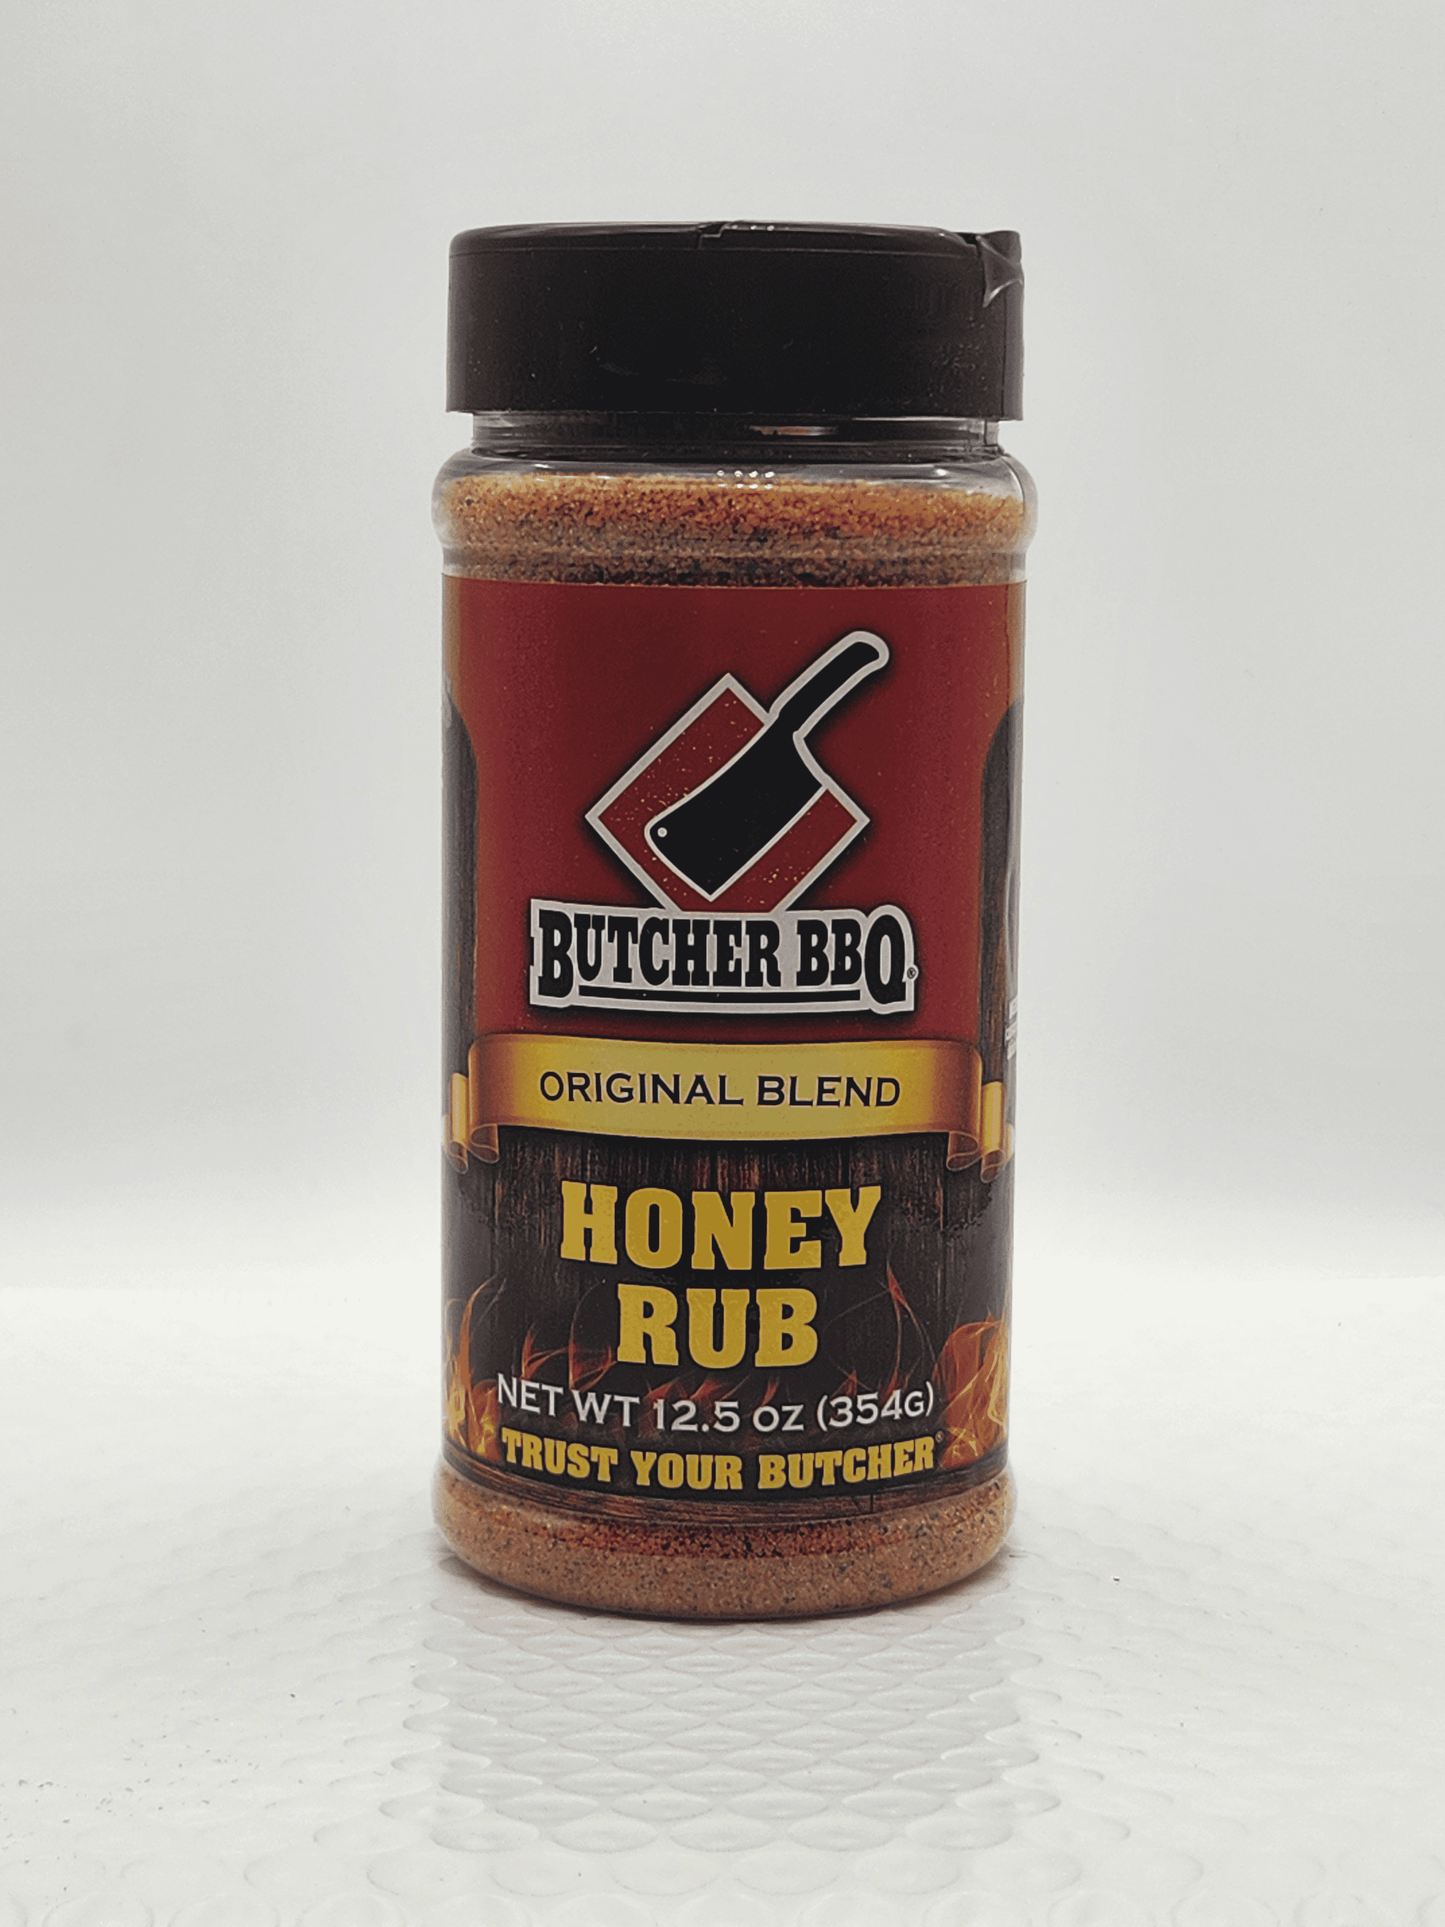 BUTCHER BBQ®
ORIGINAL BLEND
HONEY
RUB
NET WT 12.5 OZ (354G)
TRUST YOUR BUTCHER®